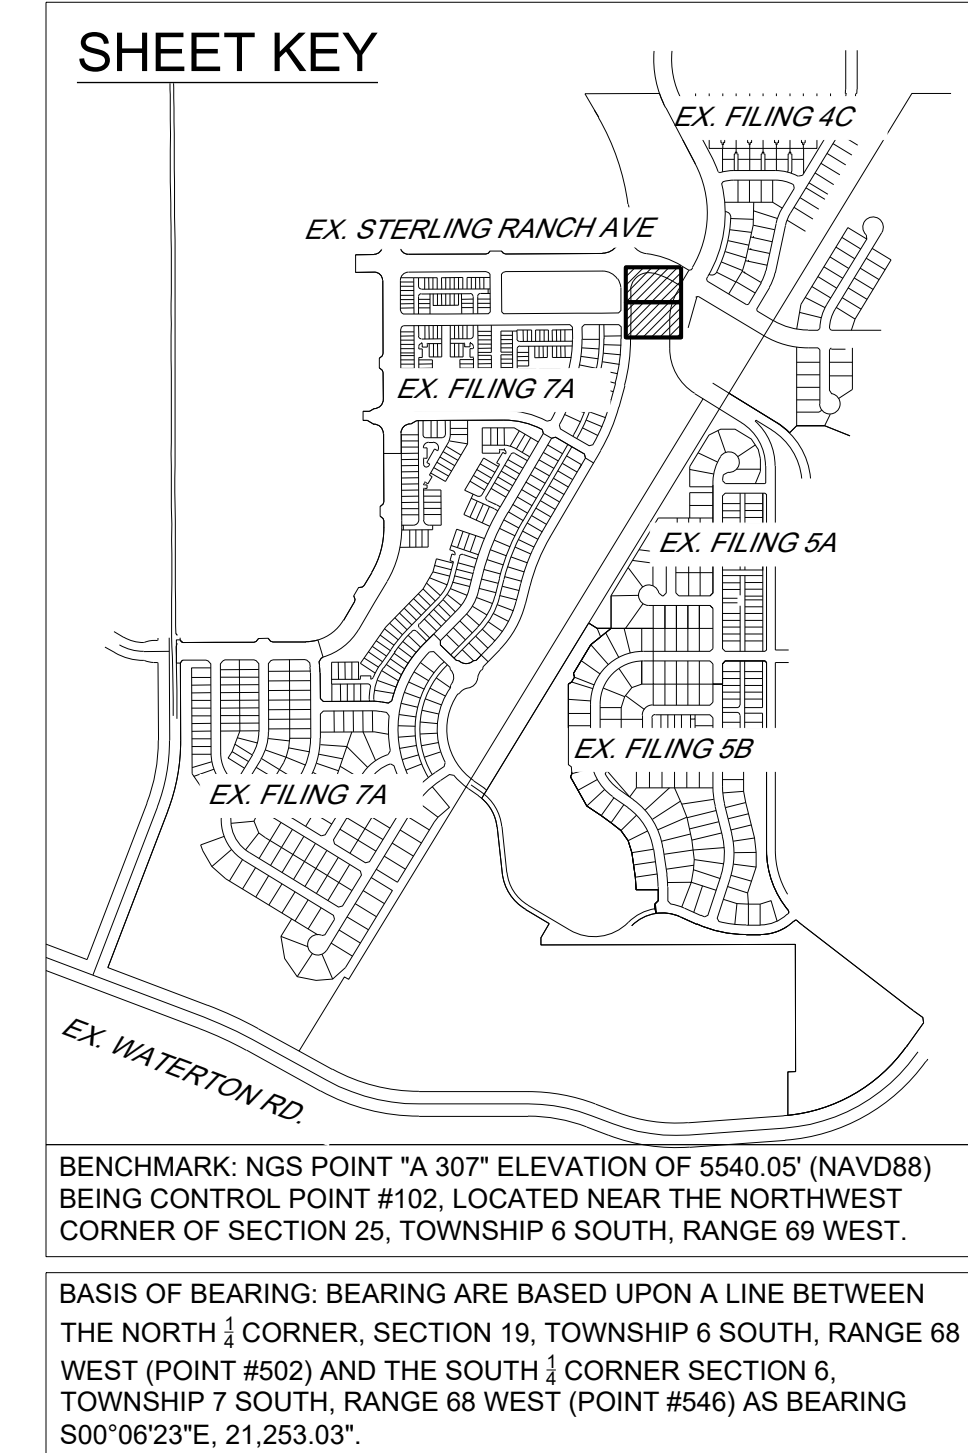 SHEET KEY
EX. FILING 4C
EX. STERLING RANCH AVE
EX. FILING 7A
EX. FILING 5A
EX. FILING 5B
EX. FILING 7A
EX. WATERTON RD.
BENCHMARK: NGS POINT "A 307" ELEVATION OF 5540.05' (NAVD88)
BEING CONTROL POINT #102, LOCATED NEAR THE NORTHWEST
CORNER OF SECTION 25, TOWNSHIP 6 SOUTH, RANGE 69 WEST.
BASIS OF BEARING: BEARING ARE BASED UPON A LINE BETWEEN
THE NORTH 1/4 CORNER, SECTION 19, TOWNSHIP 6 SOUTH, RANGE 68
WEST (POINT #502) AND THE SOUTH 1/4 CORNER SECTION 6,
TOWNSHIP 7 SOUTH, RANGE 68 WEST (POINT #546) AS BEARING
S00°06'23"E, 21,253.03".